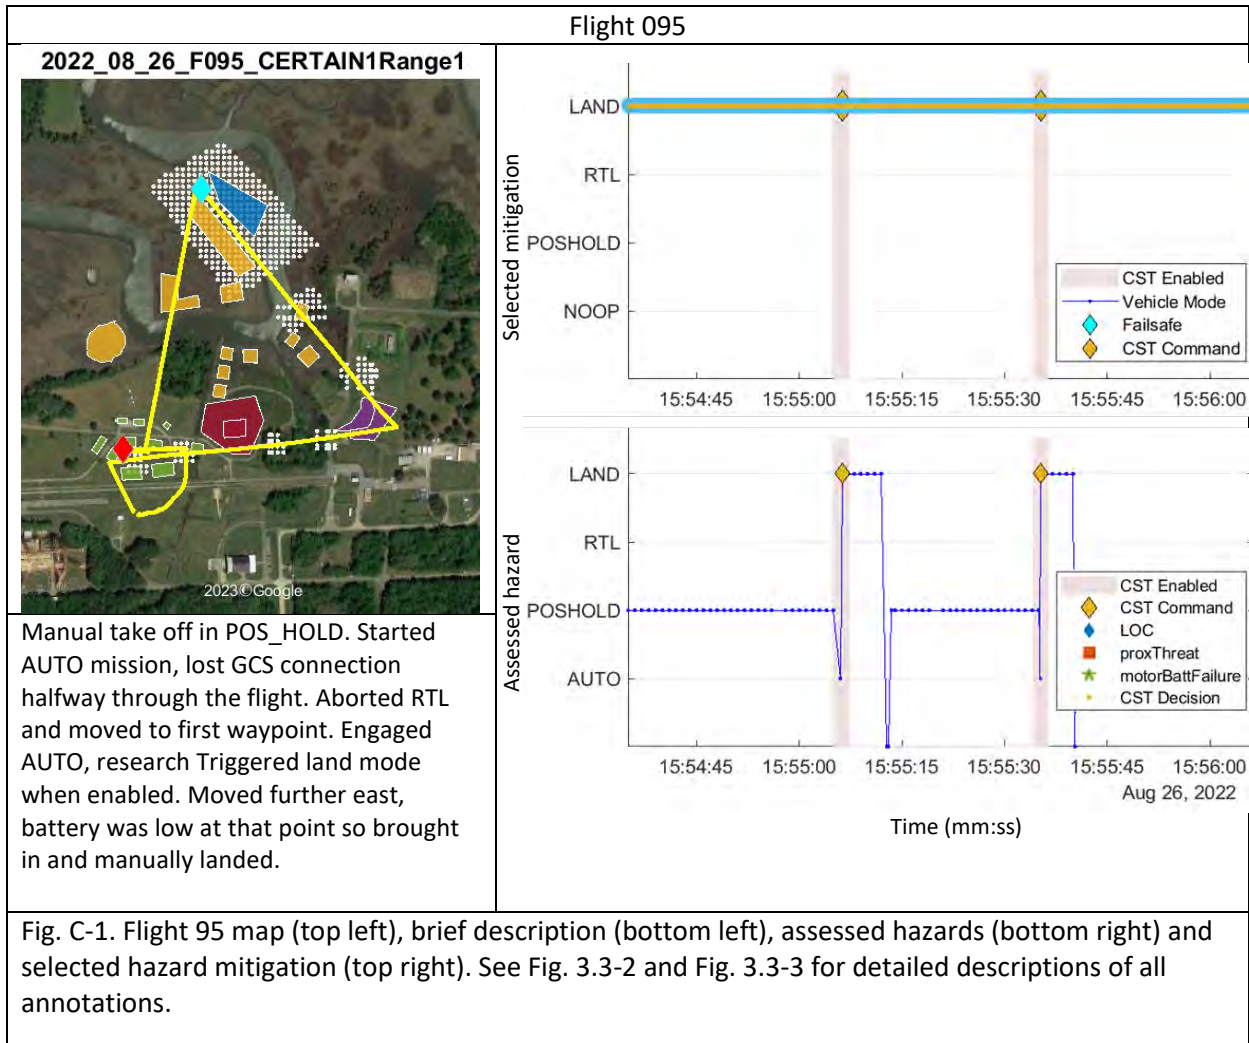 Flight 095
2022_08_26_F095_CERTAIN1Range1
2023©Google
Manual take off in POS_HOLD. Started
AUTO mission, lost GCS connection
halfway through the flight. Aborted RTL
and moved to first waypoint. Engaged
AUTO, research Triggered land mode
when enabled. Moved further east,
battery was low at that point so brought
in and manually landed.
Selected mitigation
LAND
RTL
POSHOLD
NOOP
CST Enabled
Vehicle Mode
Failsafe
CST Command
15:54:45 15:55:00 15:55:15 15:55:30 15:55:45 15:56:00
Assessed hazard
LAND
RTL
POSHOLD
AUTO
CST Enabled
CST Command
LOC
proxThreat
motorBattFailure
CST Decision
15:54:45 15:55:00 15:55:15 15:55:30 15:55:45 15:56:00
Aug 26, 2022
Time (mm:ss)
Fig. C-1. Flight 95 map (top left), brief description (bottom left), assessed hazards (bottom right) and
selected hazard mitigation (top right). See Fig. 3.3-2 and Fig. 3.3-3 for detailed descriptions of all
annotations.